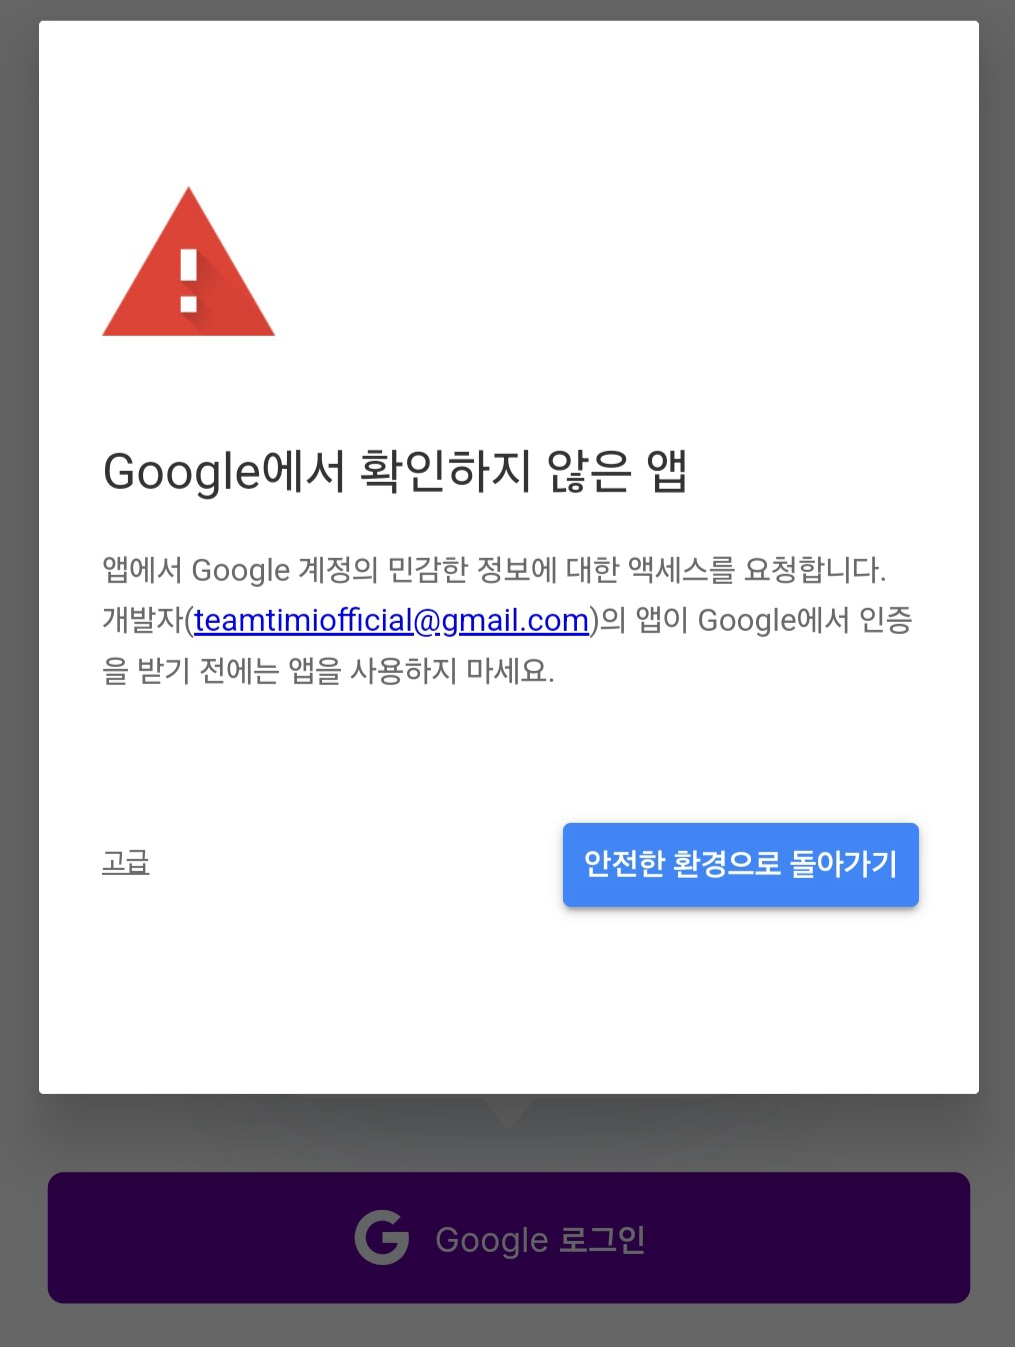 Google에서 확인하지 않은 앱
앱에서 Google 계정의 민감한 정보에 대한 액세스를 요청합니다.
개발자(teamtimiofficial@gmail.com)의 앱이 Google에서 인증
을 받기 전에는 앱을 사용하지 마세요.
고급
안전한 환경으로 돌아가기
Google 로그인